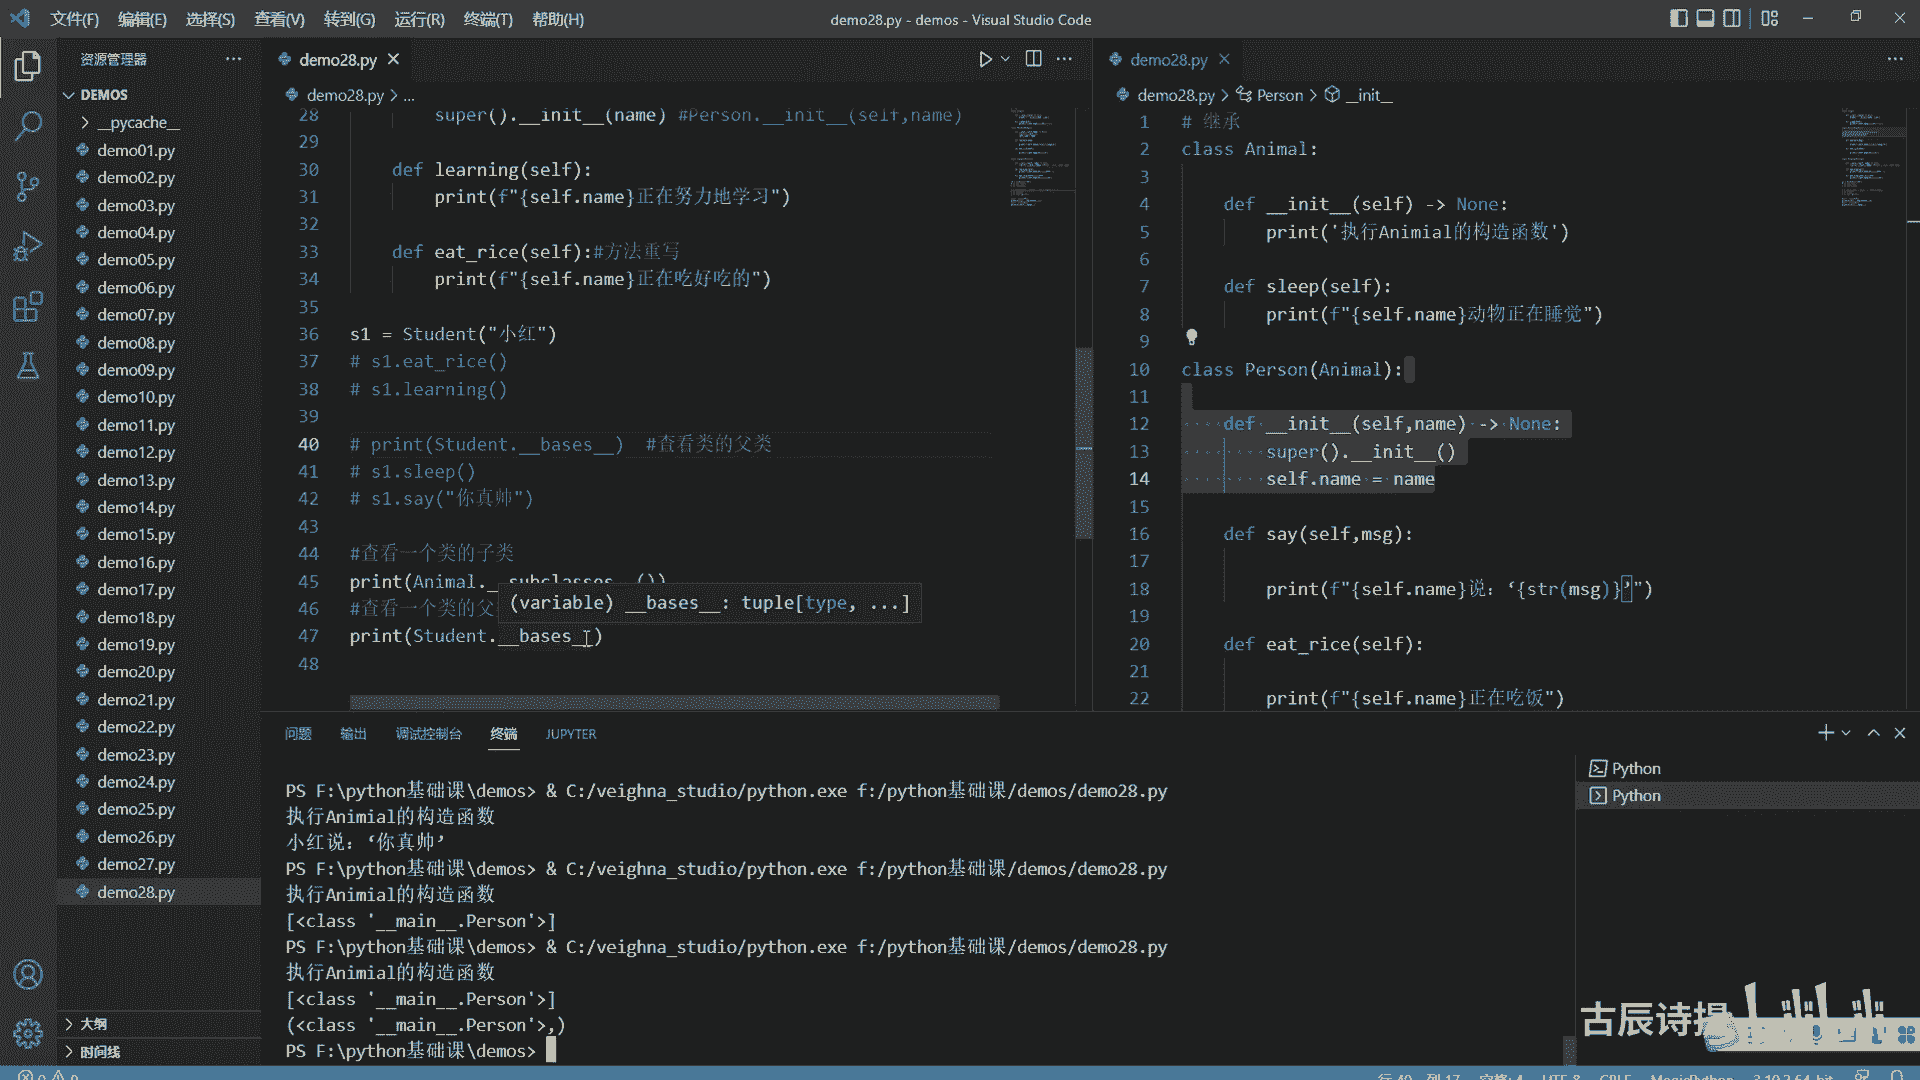 文件(F) 编辑(E) 选择(S) 查看(V) 转到(G) 运行(R) 终端(T) 帮助(H) demo28.py - demos - Visual Studio Code
资源管理器
DEMOS
__pycache__
demo01.py
demo02.py
demo03.py
demo04.py
demo05.py
demo06.py
demo07.py
demo08.py
demo09.py
demo10.py
demo11.py
demo12.py
demo13.py
demo14.py
demo15.py
demo16.py
demo17.py
demo18.py
demo19.py
demo20.py
demo21.py
demo22.py
demo23.py
demo24.py
demo25.py
demo26.py
demo27.py
demo28.py
大纲
时间线
demo28.py
demo28.py > ...
28 super().__init__(name) #Person.__init__(self,name)
29
30 def learning(self):
31 print(f"{self.name}正在努力地学习")
32
33 def eat_rice(self):#方法重写
34 print(f"{self.name}正在吃好吃的")
35
36 s1 = Student("小红")
37 # s1.eat_rice()
38 # s1.learning()
39
40 # print(Student.__bases__) #查看类的父类
41 # s1.sleep()
42 # s1.say("你真帅")
43
44 #查看一个类的子类
45 print(Animal.__subclasses__())
46 #查看一个类的父
(variable) __bases__: tuple[type, ...]
47 print(Student.__bases__)
48
demo28.py
demo28.py > Person > __init__
1 # 继承
2 class Animal:
3
4 def __init__(self) -> None:
5 print('执行Animial的构造函数')
6
7 def sleep(self):
8 print(f"{self.name}动物正在睡觉")
9
10 class Person(Animal):
11
12 def __init__(self,name) -> None:
13 super().__init__()
14 self.name = name
15
16 def say(self,msg):
17
18 print(f"{self.name}说：‘{str(msg)}’")
19
20 def eat_rice(self):
21
22 print(f"{self.name}正在吃饭")
问题 输出 调试控制台 终端 JUPYTER
PS F:\python基础课\demos> & C:/veighna_studio/python.exe f:/python基础课/demos/demo28.py
执行Animial的构造函数
小红说：‘你真帅’
PS F:\python基础课\demos> & C:/veighna_studio/python.exe f:/python基础课/demos/demo28.py
执行Animial的构造函数
[<class '__main__.Person'>]
PS F:\python基础课\demos> & C:/veighna_studio/python.exe f:/python基础课/demos/demo28.py
执行Animial的构造函数
[<class '__main__.Person'>]
(<class '__main__.Person'>,)
PS F:\python基础课\demos>
Python
Python
古辰诗提
行 40, 列 17 空格: 4 UTF-8 CRLF MagicPython 3.10.2 64-bit